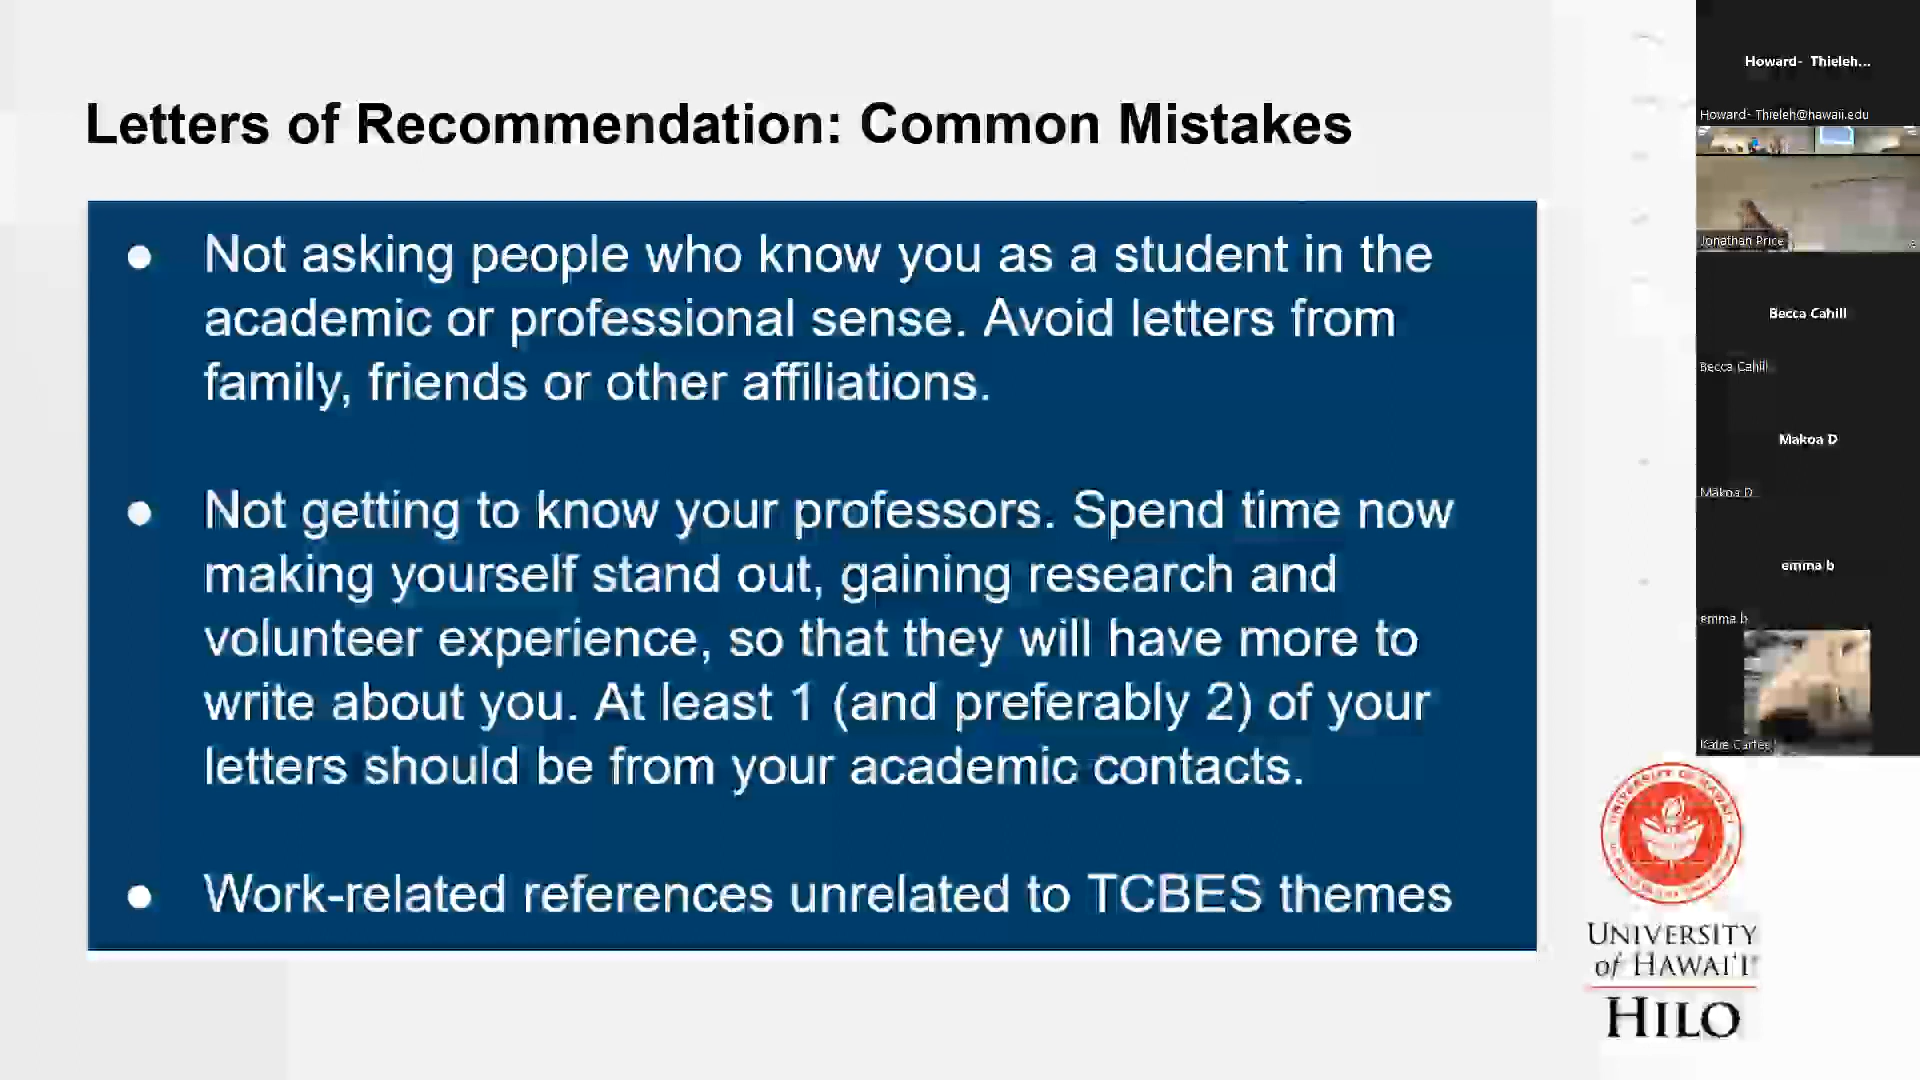 Letters of Recommendation: Common Mistakes
● Not asking people who know you as a student in the
academic or professional sense. Avoid letters from
family, friends or other affiliations.
● Not getting to know your professors. Spend time now
making yourself stand out, gaining research and
volunteer experience, so that they will have more to
write about you. At least 1 (and preferably 2) of your
letters should be from your academic contacts.
● Work-related references unrelated to TCBES themes
Howard- Thieleh...
Howard- Thieleh@hawaii.edu
Jonathan Price
Becca Cahill
Becca Cahill
Makoa D
Makoa D
emma b
emma b
UNIVERSITY OF HAWAI'I
UNIVERSITY
of HAWAI'I
HILO